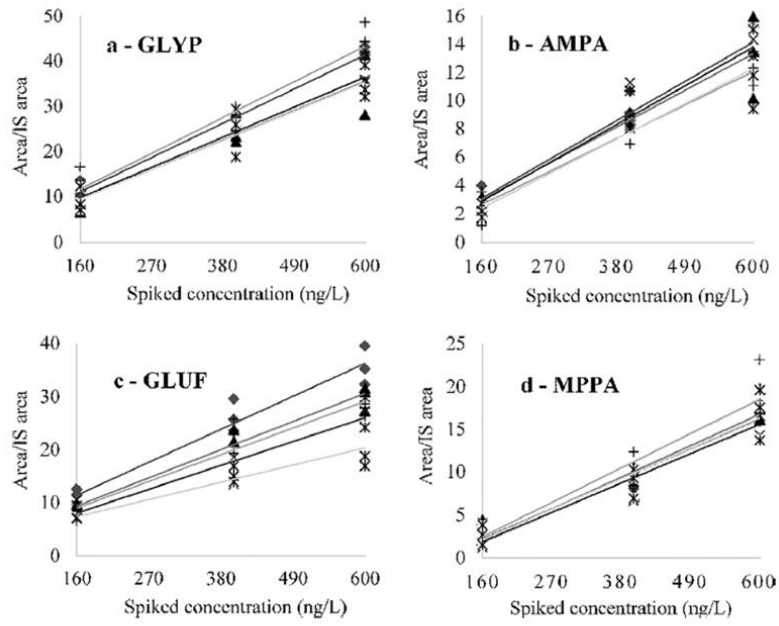 a - GLYP
50
40
30
20
10
0
Area/IS area
160 270 380 490 600
Spiked concentration (ng/L)
b - AMPA
16
14
12
10
8
6
4
2
0
Area/IS area
160 270 380 490 600
Spiked concentration (ng/L)
c - GLUF
40
30
20
10
0
Area/IS area
160 270 380 490 600
Spiked concentration (ng/L)
d - MPPA
25
20
15
10
5
0
Area/IS area
160 270 380 490 600
Spiked concentration (ng/L)